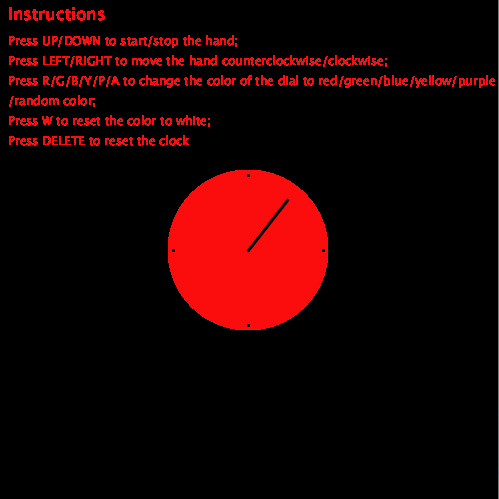 Instructions
Press UP/DOWN to start/stop the hand;
Press LEFT/RIGHT to move the hand counterclockwise/clockwise;
Press R/G/B/Y/P/A to change the color of the dial to red/green/blue/yellow/purple
/random color;
Press W to reset the color to white;
Press DELETE to reset the clock